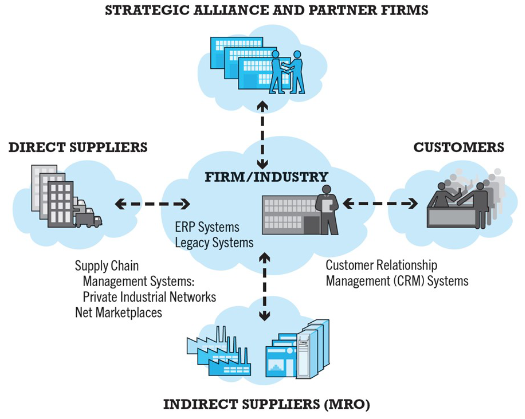 STRATEGIC ALLIANCE AND PARTNER FIRMS
DIRECT SUPPLIERS
CUSTOMERS
FIRM/INDUSTRY
ERP Systems
Legacy Systems
Supply Chain
Management Systems:
Private Industrial Networks
Net Marketplaces
Customer Relationship
Management (CRM) Systems
INDIRECT SUPPLIERS (MRO)